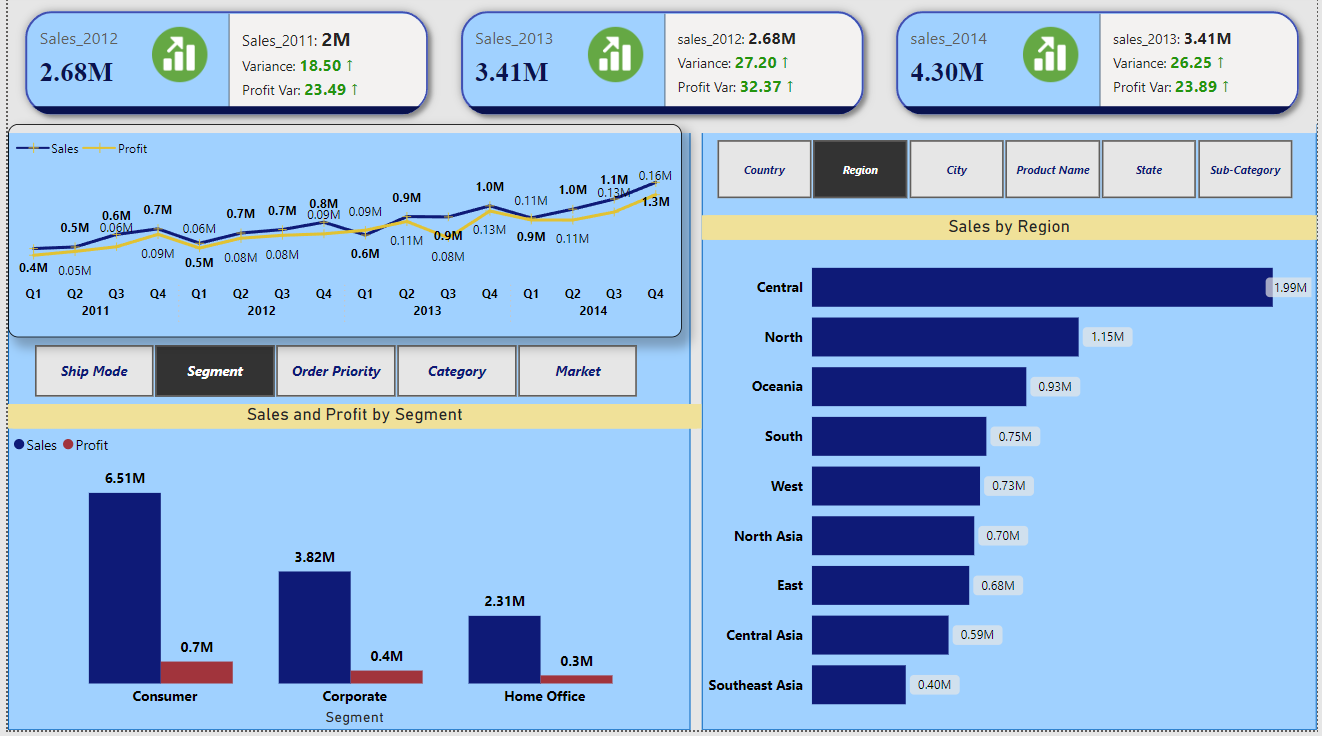 Sales_2012
2.68M
Sales_2011: 2M
Variance: 18.50 ↑
Profit Var: 23.49 ↑
Sales_2013
3.41M
sales_2012: 2.68M
Variance: 27.20 ↑
Profit Var: 32.37 ↑
sales_2014
4.30M
sales_2013: 3.41M
Variance: 26.25 ↑
Profit Var: 23.89 ↑
Sales Profit
0.4M 0.5M 0.6M 0.7M 0.5M 0.7M 0.7M 0.8M 0.6M 0.9M 0.9M 1.0M 0.9M 1.0M 1.1M 1.3M
0.05M 0.06M 0.09M 0.06M 0.08M 0.08M 0.09M 0.09M 0.11M 0.08M 0.13M 0.11M 0.11M 0.13M 0.16M
Q1 Q2 Q3 Q4 Q1 Q2 Q3 Q4 Q1 Q2 Q3 Q4 Q1 Q2 Q3 Q4
2011 2012 2013 2014
Ship Mode Segment Order Priority Category Market
Sales and Profit by Segment
Sales Profit
6.51M
0.7M
3.82M
0.4M
2.31M
0.3M
Consumer Corporate Home Office
Segment
Country Region City Product Name State Sub-Category
Sales by Region
Central 1.99M
North 1.15M
Oceania 0.93M
South 0.75M
West 0.73M
North Asia 0.70M
East 0.68M
Central Asia 0.59M
Southeast Asia 0.40M